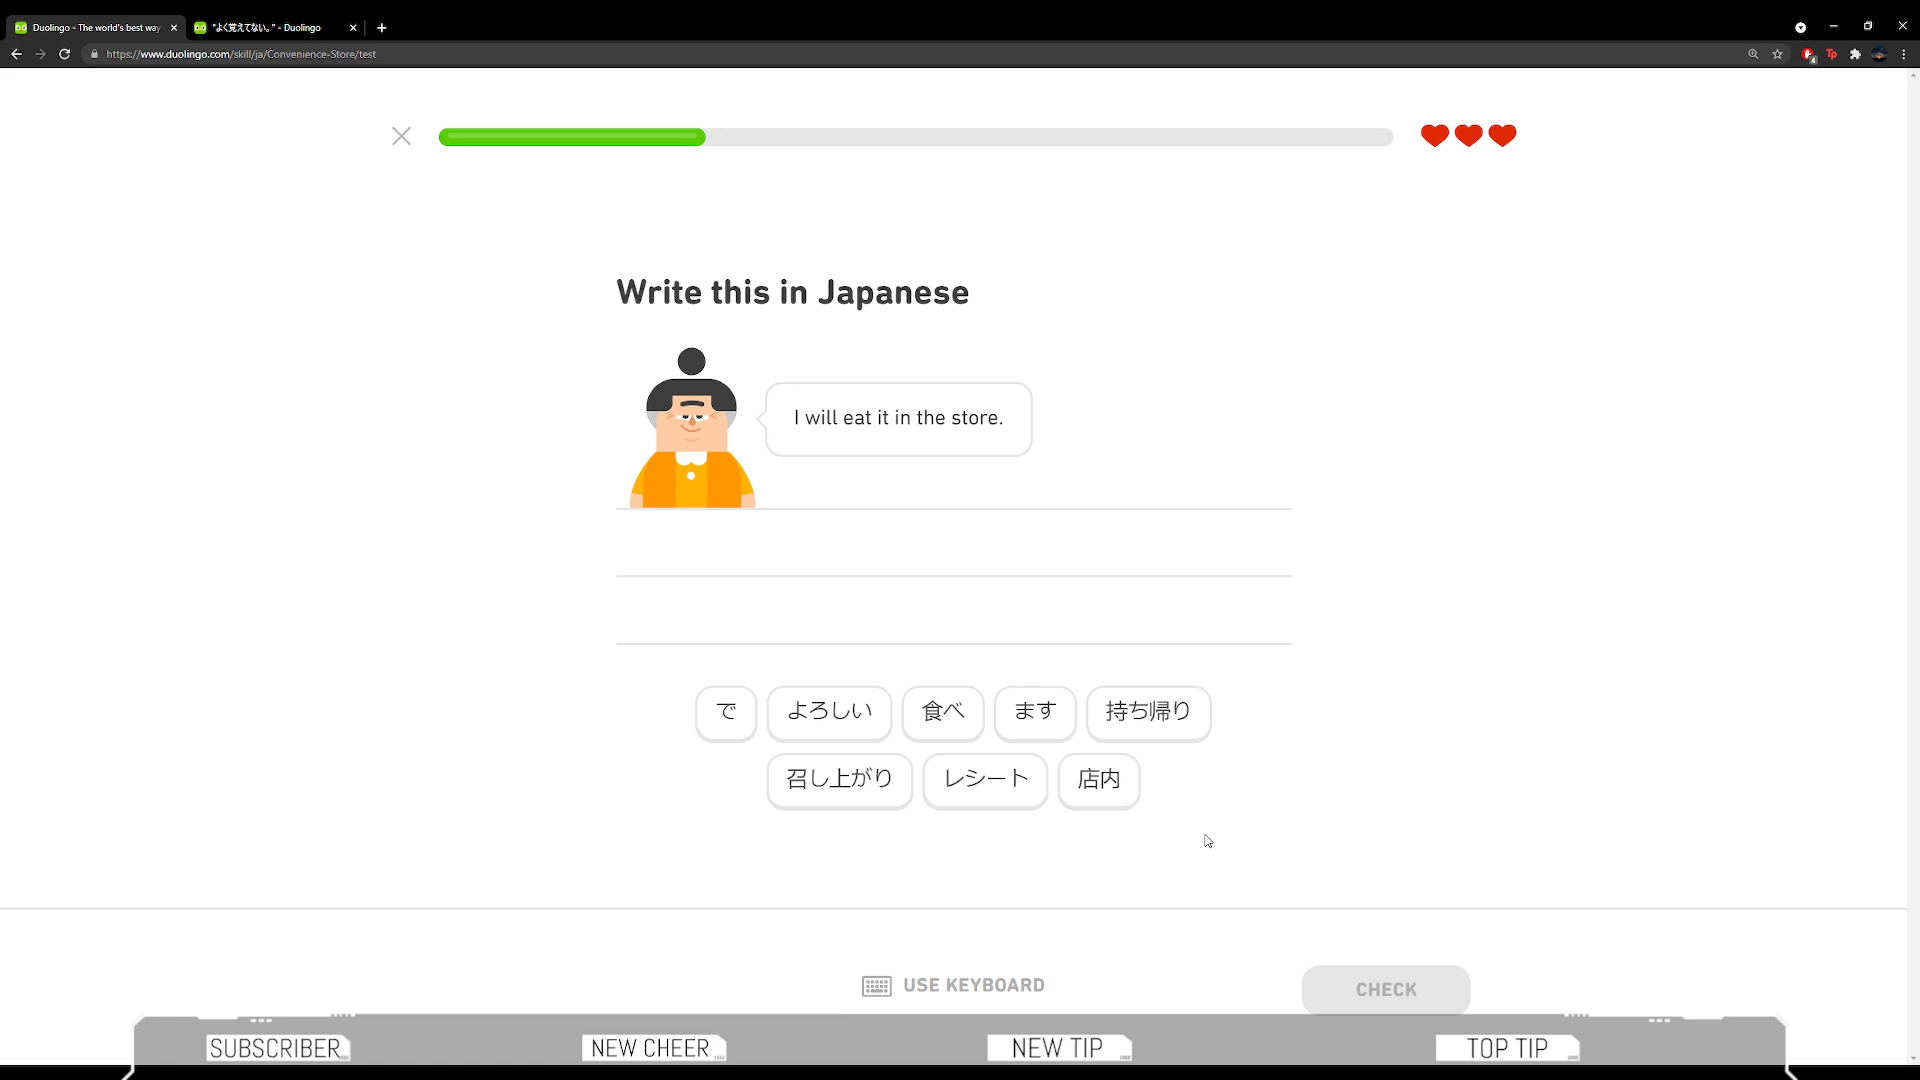 Duolingo - The world's best way
"よく覚えてない。" - Duolingo
https://www.duolingo.com/skill/ja/Convenience-Store/test
Write this in Japanese
I will eat it in the store.
で よろしい 食べ ます 持ち帰り
召し上がり レシート 店内
USE KEYBOARD
CHECK
SUBSCRIBER NEW CHEER NEW TIP TOP TIP